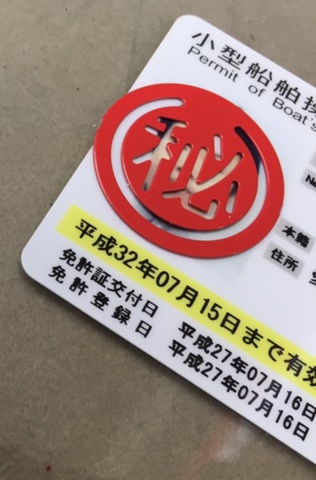 小型船舶操
Permit of Boat's
秘
本籍
住所
平成32年07月15日まで有効
免許証交付日 平成27年07月16日
免許登録日 平成27年07月16日